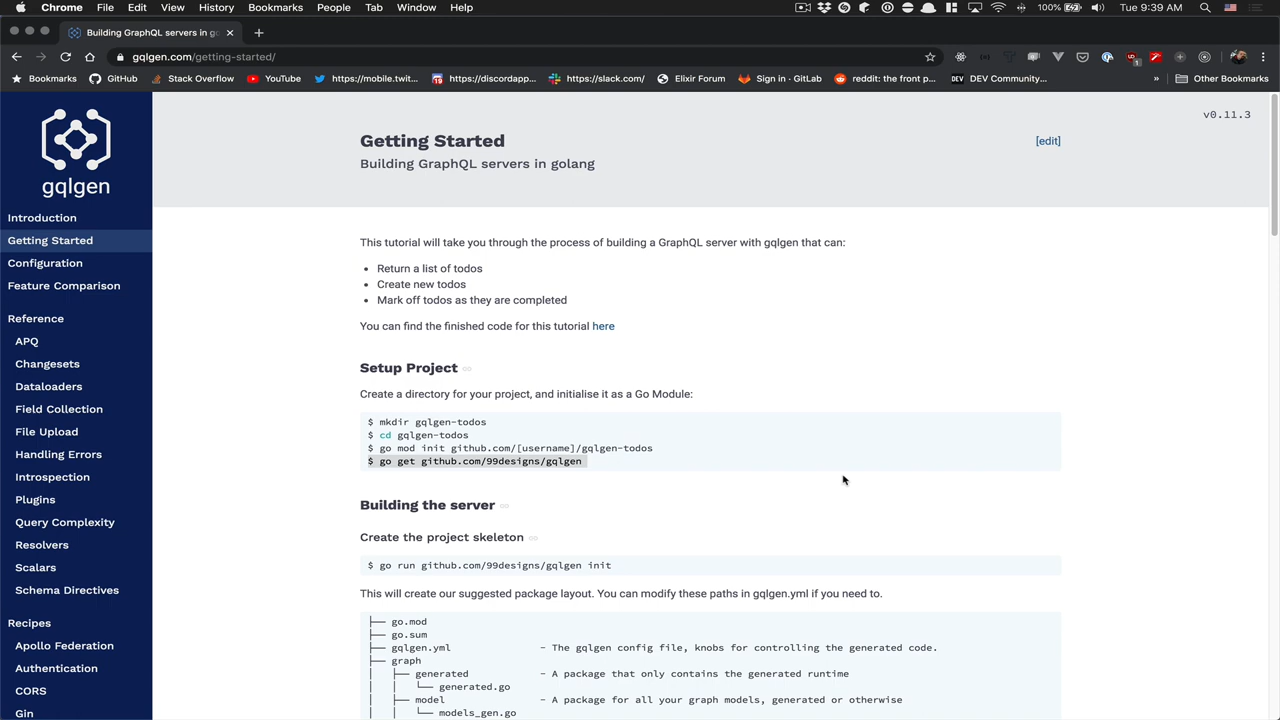 Chrome File Edit View History Bookmarks People Tab Window Help 100% Tue 9:39 AM
Building GraphQL servers in go
gqlgen.com/getting-started/
Bookmarks GitHub Stack Overflow YouTube https://mobile.twit... https://discordapp... https://slack.com/ Elixir Forum Sign in · GitLab reddit: the front p... DEV Community... » Other Bookmarks
gqlgen
Introduction
Getting Started
Configuration
Feature Comparison
Reference
APQ
Changesets
Dataloaders
Field Collection
File Upload
Handling Errors
Introspection
Plugins
Query Complexity
Resolvers
Scalars
Schema Directives
Recipes
Apollo Federation
Authentication
CORS
Gin
v0.11.3
Getting Started
[edit]
Building GraphQL servers in golang
This tutorial will take you through the process of building a GraphQL server with gqlgen that can:
• Return a list of todos
• Create new todos
• Mark off todos as they are completed
You can find the finished code for this tutorial here
Setup Project
Create a directory for your project, and initialise it as a Go Module:
$ mkdir gqlgen-todos
$ cd gqlgen-todos
$ go mod init github.com/[username]/gqlgen-todos
$ go get github.com/99designs/gqlgen
Building the server
Create the project skeleton
$ go run github.com/99designs/gqlgen init
This will create our suggested package layout. You can modify these paths in gqlgen.yml if you need to.
├── go.mod
├── go.sum
├── gqlgen.yml - The gqlgen config file, knobs for controlling the generated code.
├── graph
│ ├── generated - A package that only contains the generated runtime
│ │ └── generated.go
│ ├── model - A package for all your graph models, generated or otherwise
│ │ └── models_gen.go